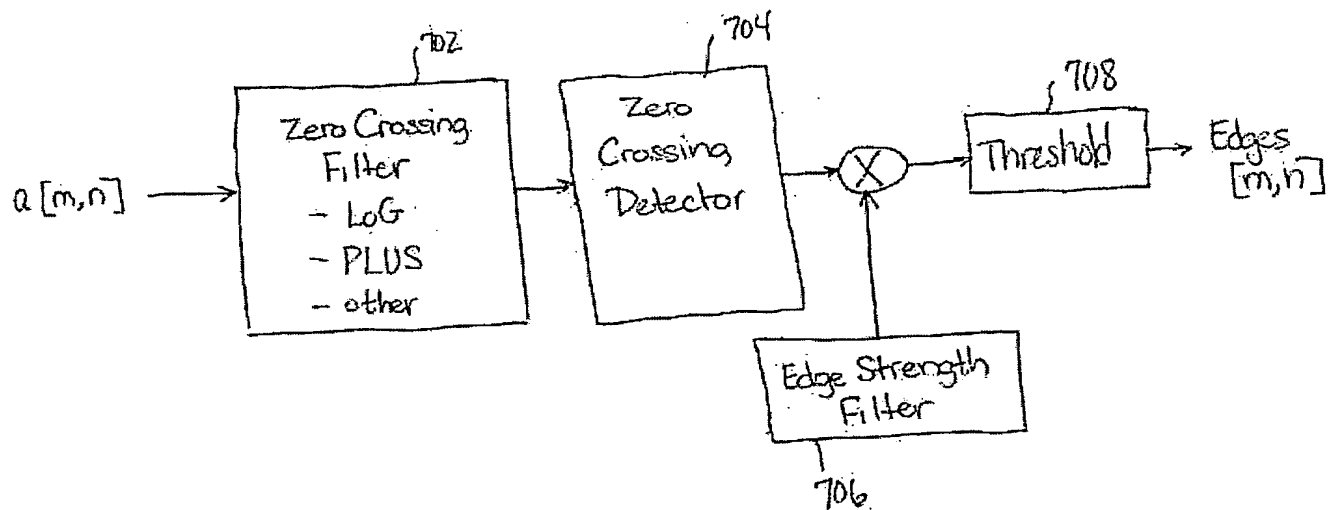 702
704
708
a [m,n]
Zero Crossing
Filter
- LoG
- PLUS
- other
Zero
Crossing
Detector
X
Threshold
Edges
[m,n]
Edge Strength
Filter
706